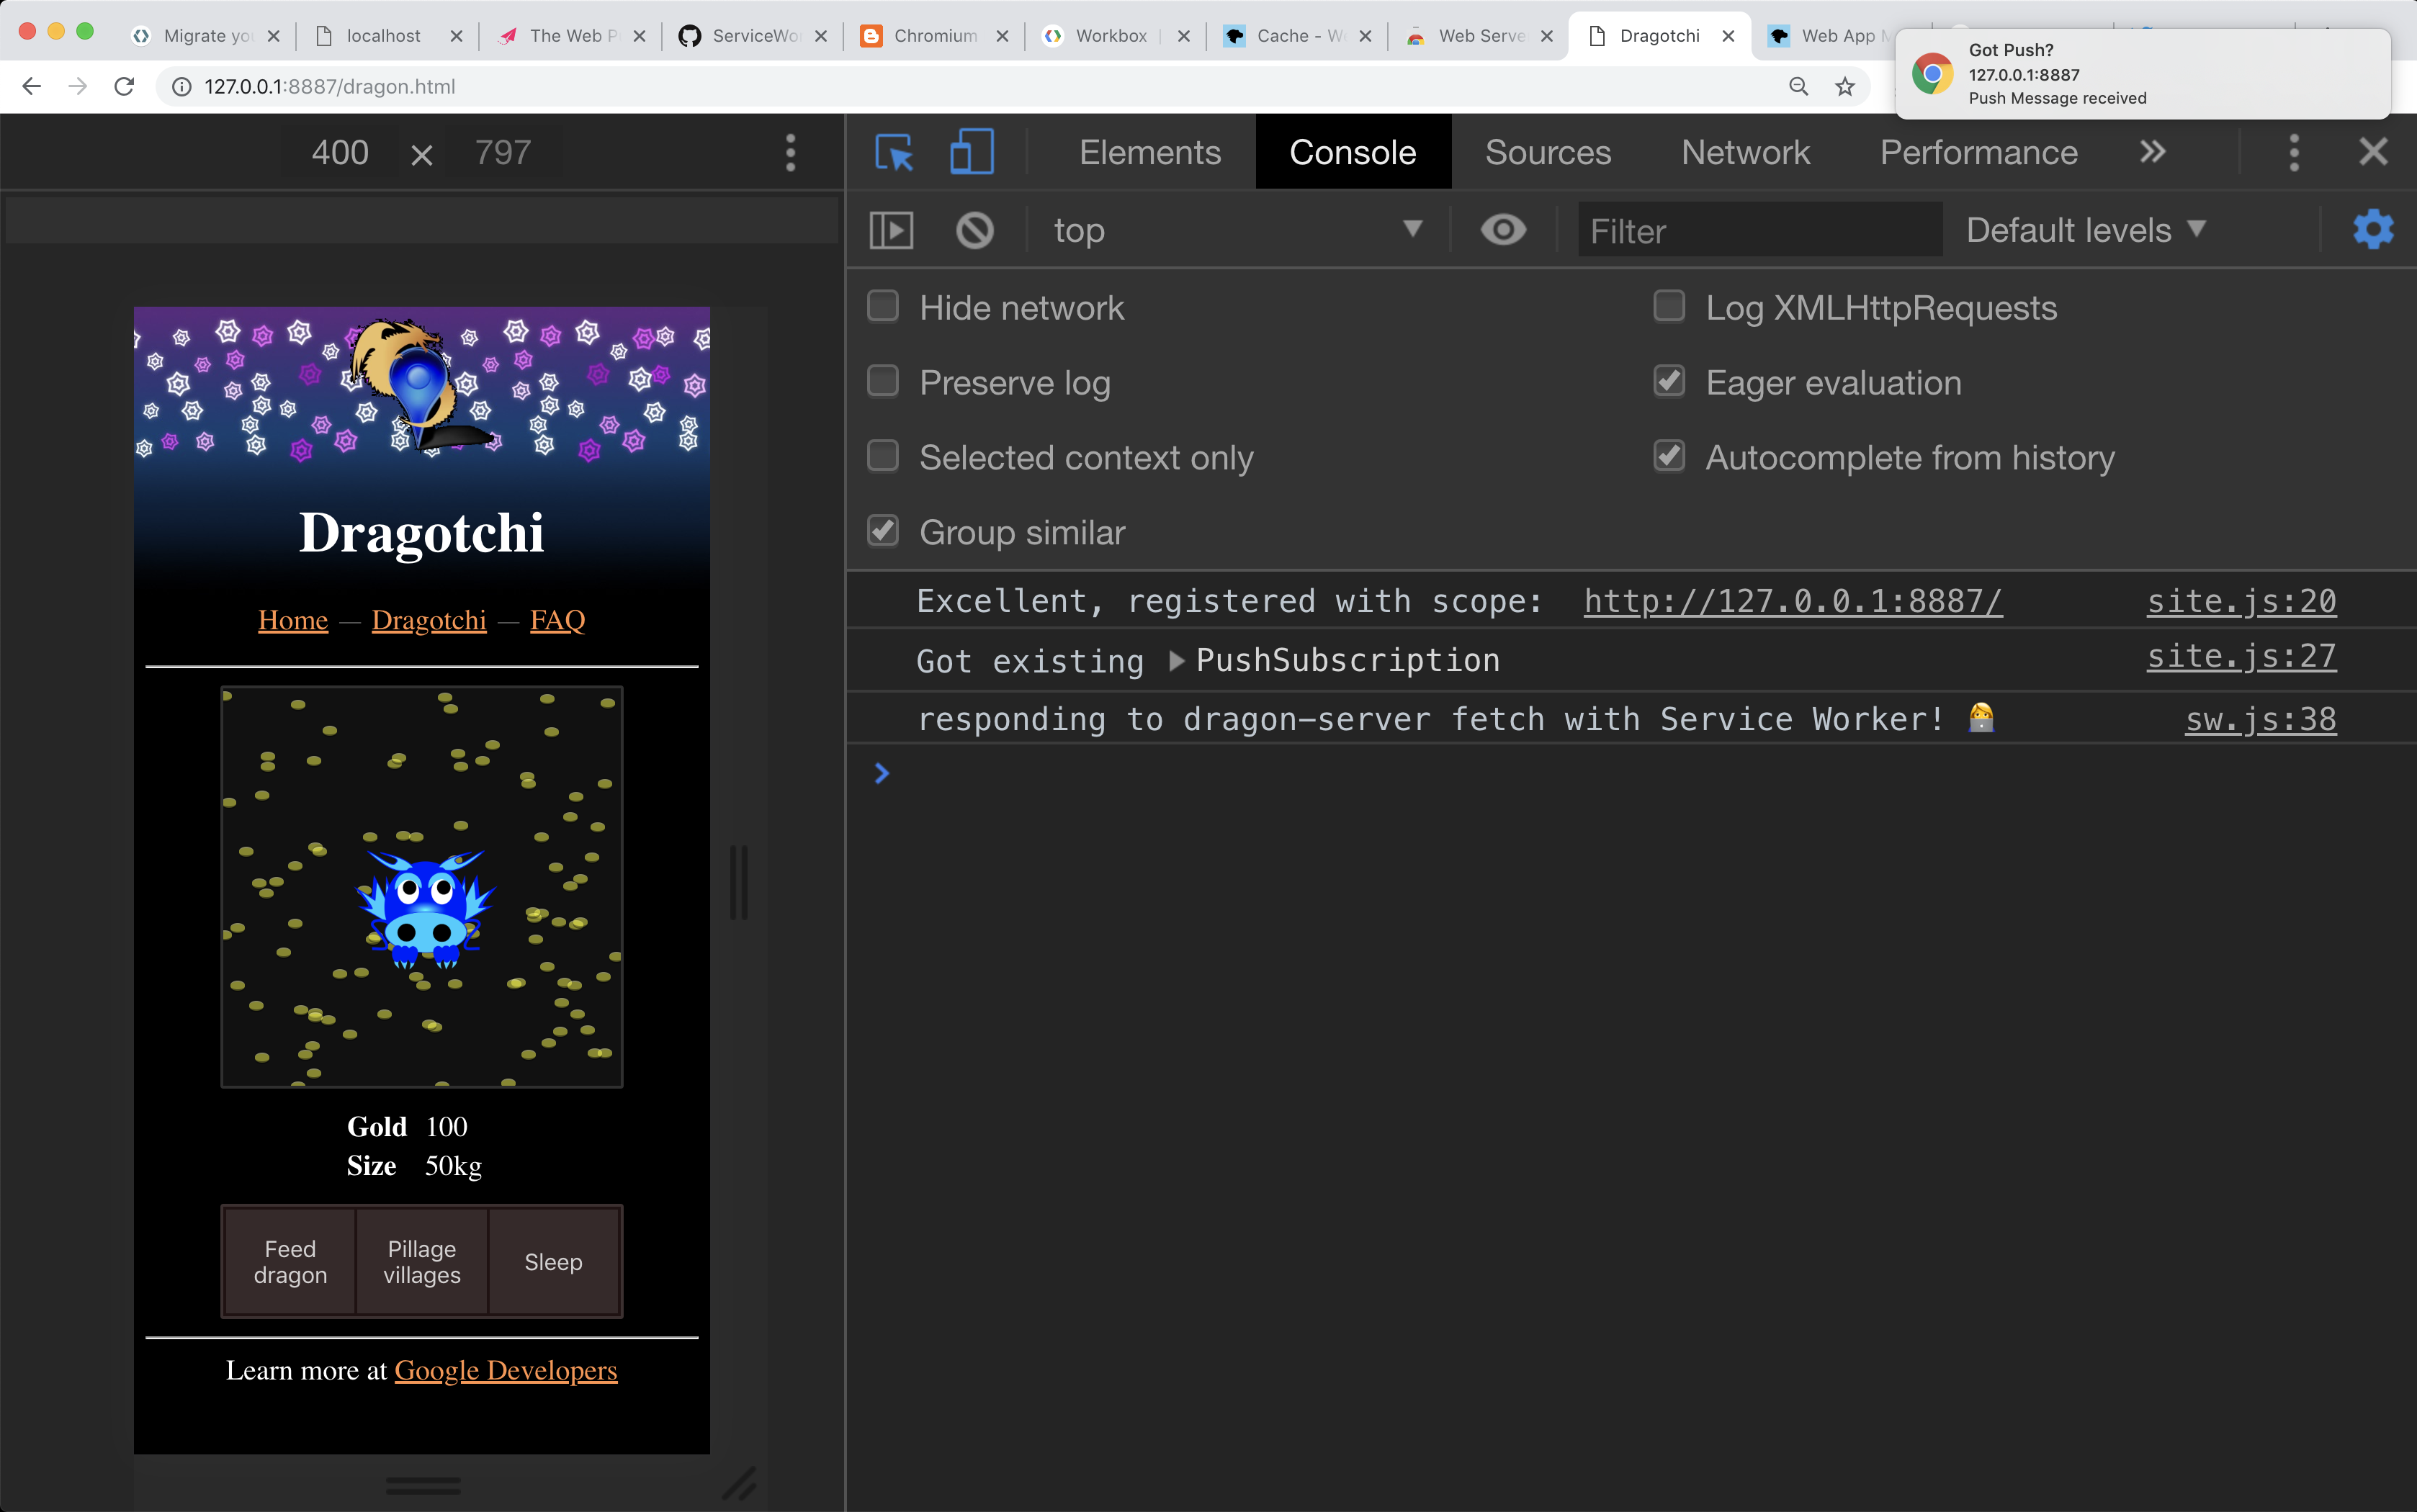 Migrate yo
localhost
The Web P
ServiceWo
Chromium
Workbox
Cache - W
Web Serve
Dragotchi
Web App M
Got Push?
127.0.0.1:8887
Push Message received
127.0.0.1:8887/dragon.html
400 × 797
Elements Console Sources Network Performance »
top
Filter
Default levels ▼
Hide network
Log XMLHttpRequests
Preserve log
Eager evaluation
Selected context only
Autocomplete from history
Group similar
Excellent, registered with scope: http://127.0.0.1:8887/ site.js:20
Got existing ▶ PushSubscription site.js:27
responding to dragon-server fetch with Service Worker! 👩‍💻 sw.js:38
Dragotchi
Home — Dragotchi — FAQ
Gold 100
Size 50kg
Feed
dragon
Pillage
villages
Sleep
Learn more at Google Developers